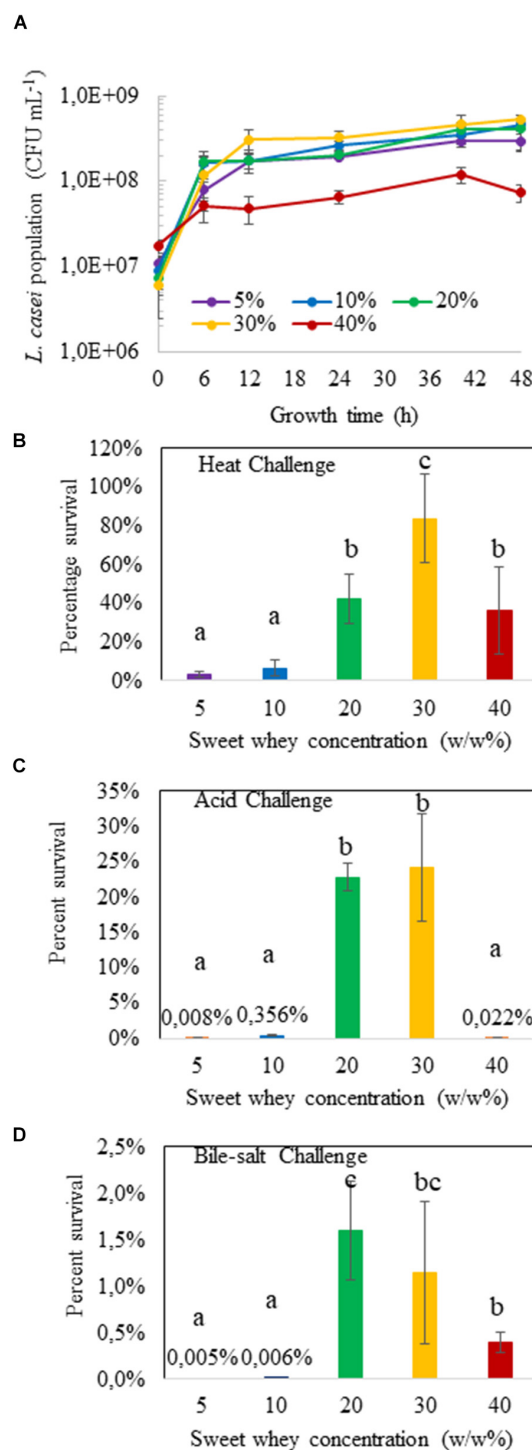 A
L. casei population (CFU mL-1)
1,0E+09
1,0E+08
1,0E+07
1,0E+06
5% 10% 20%
30% 40%
0 6 12 18 24 30 36 42 48
Growth time (h)
B
Heat Challenge
Percentage survival
120%
100%
80%
60%
40%
20%
0%
a a b c b
5 10 20 30 40
Sweet whey concentration (w/w%)
C
Acid Challenge
Percent survival
35%
30%
25%
20%
15%
10%
5%
0%
a a b b a
0,008% 0,356% 0,022%
5 10 20 30 40
Sweet whey concentration (w/w%)
D
Bile-salt Challenge
Percent survival
2,5%
2,0%
1,5%
1,0%
0,5%
0,0%
a a c bc b
0,005% 0,006%
5 10 20 30 40
Sweet whey concentration (w/w%)